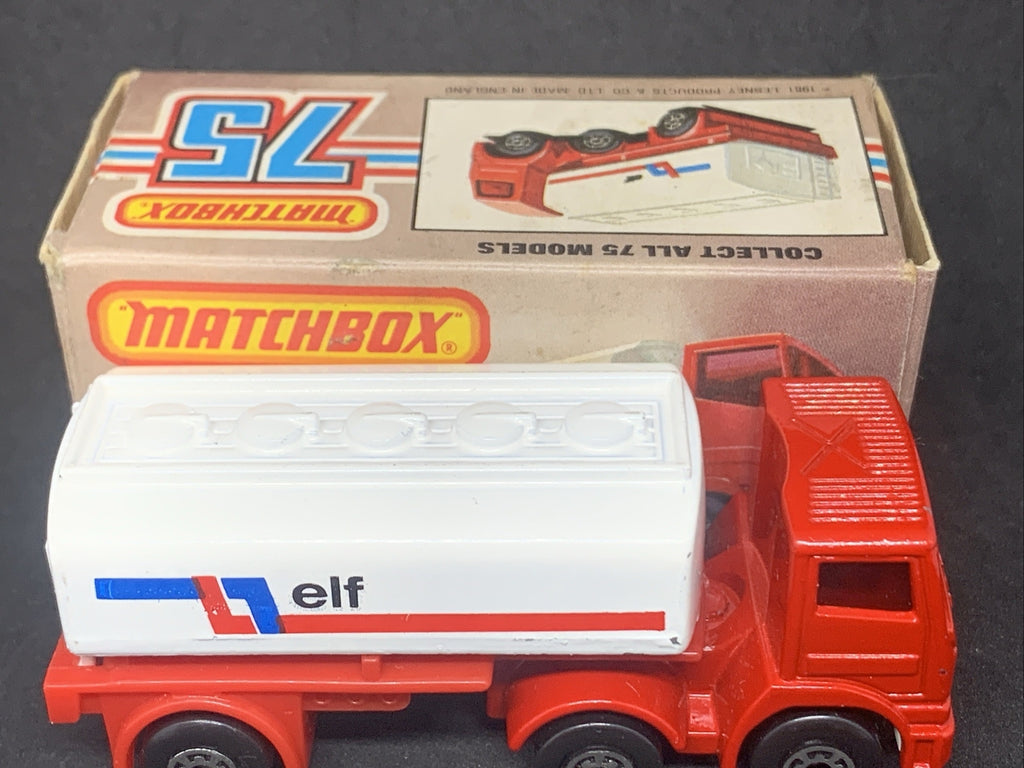 © 1981 LESNEY PRODUCTS & CO LTD MADE IN ENGLAND
75
"MATCHBOX"
COLLECT ALL 75 MODELS
"MATCHBOX"®
elf